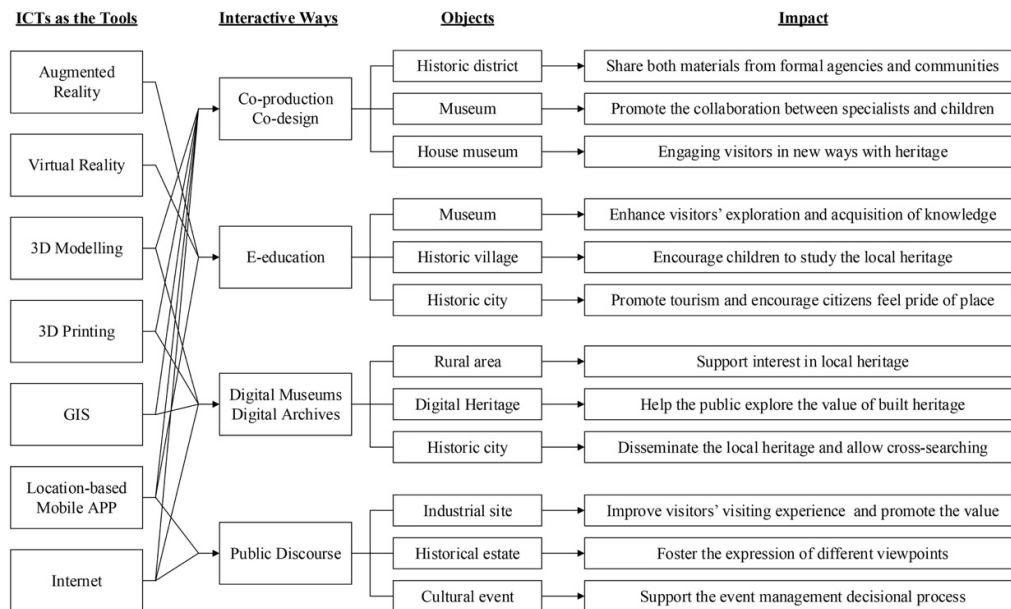 ICTs as the Tools
Interactive Ways
Objects
Impact
Augmented
Reality
Virtual Reality
3D Modelling
3D Printing
GIS
Location-based
Mobile APP
Internet
Co-production
Co-design
E-education
Digital Museums
Digital Archives
Public Discourse
Historic district
Share both materials from formal agencies and communities
Museum
Promote the collaboration between specialists and children
House museum
Engaging visitors in new ways with heritage
Museum
Enhance visitors’ exploration and acquisition of knowledge
Historic village
Encourage children to study the local heritage
Historic city
Promote tourism and encourage citizens feel pride of place
Rural area
Support interest in local heritage
Digital Heritage
Help the public explore the value of built heritage
Historic city
Disseminate the local heritage and allow cross-searching
Industrial site
Improve visitors’ visiting experience and promote the value
Historical estate
Foster the expression of different viewpoints
Cultural event
Support the event management decisional process